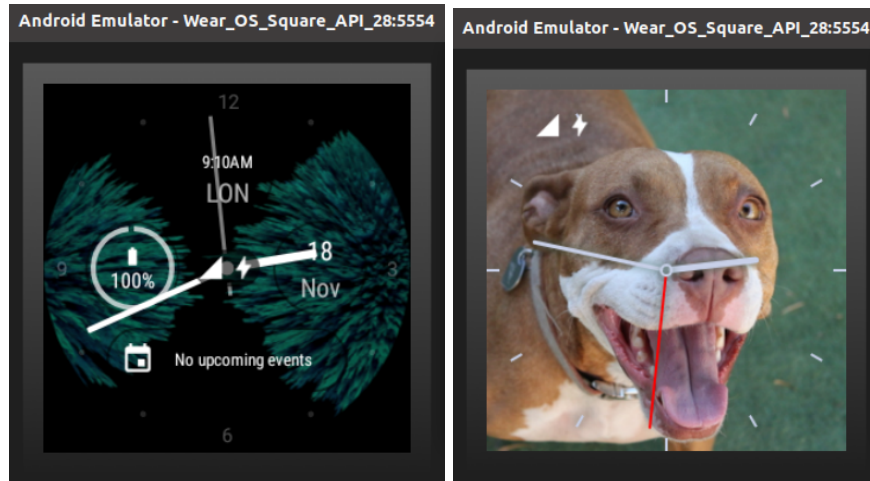 Android Emulator - Wear_OS_Square_API_28:5554
12
9:10AM
LON
18
Nov
9
3
100%
No upcoming events
6
Android Emulator - Wear_OS_Square_API_28:5554